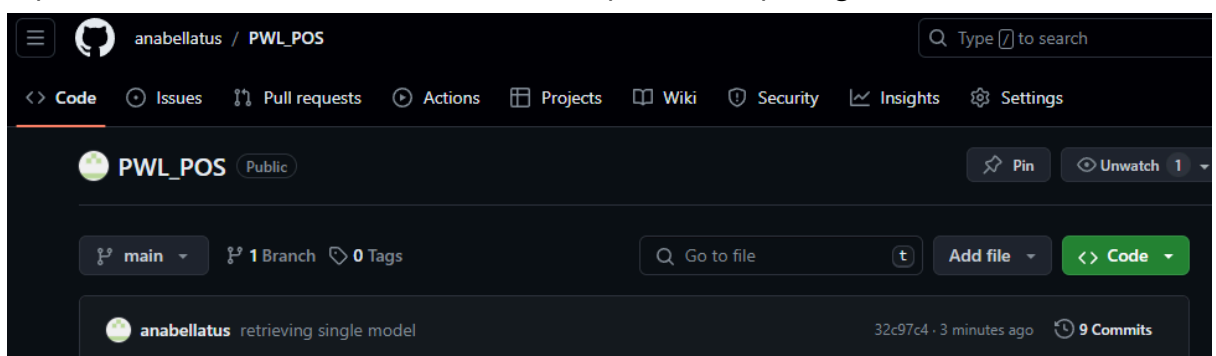 anabellatus / PWL_POS
Type / to search
Code Issues Pull requests Actions Projects Wiki Security Insights Settings
PWL_POS Public
Pin Unwatch 1
main 1 Branch 0 Tags Go to file t Add file Code
anabellatus retrieving single model 32c97c4 · 3 minutes ago 9 Commits